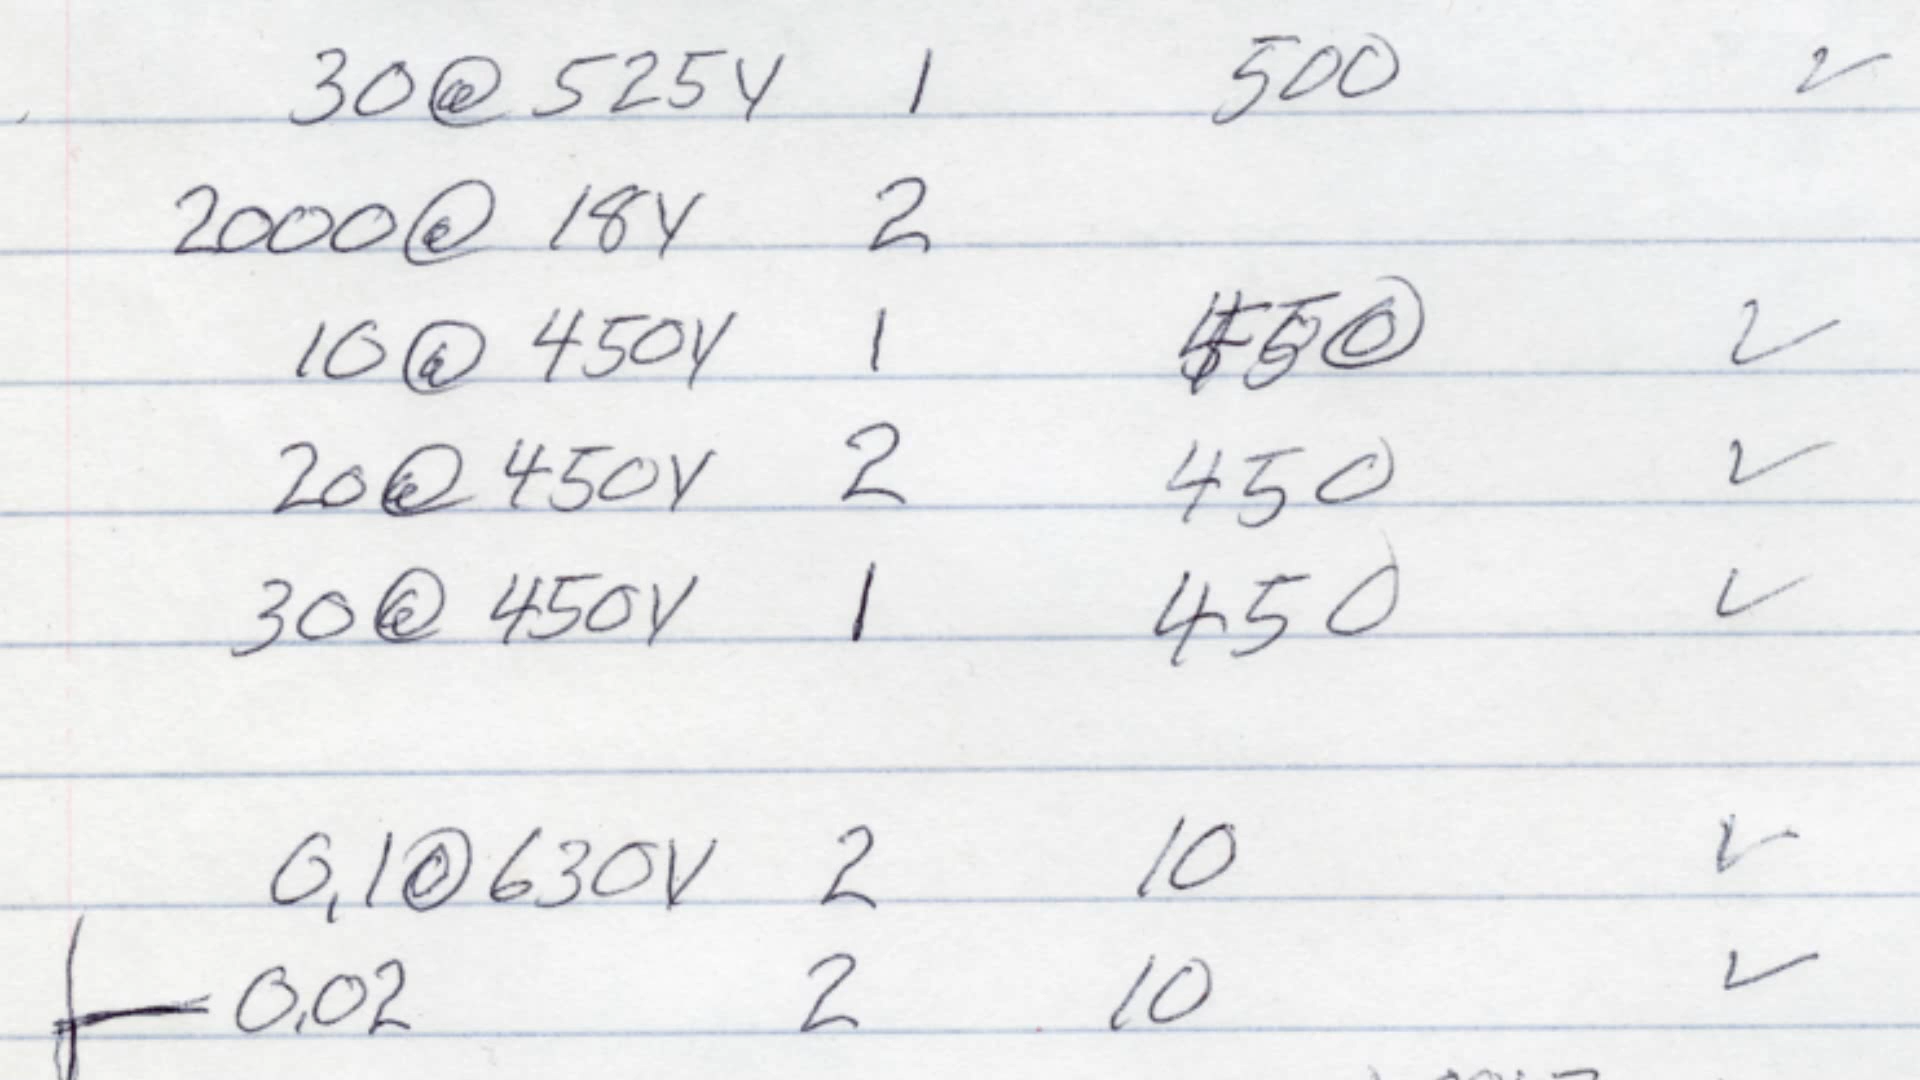 30@ 525V 1 500 ✓
2000@ 18V 2
10@ 450V 1 450 ✓
20@ 450V 2 450 ✓
30@ 450V 1 450 ✓
0,1@630V 2 10 ✓
0.02 2 10 ✓